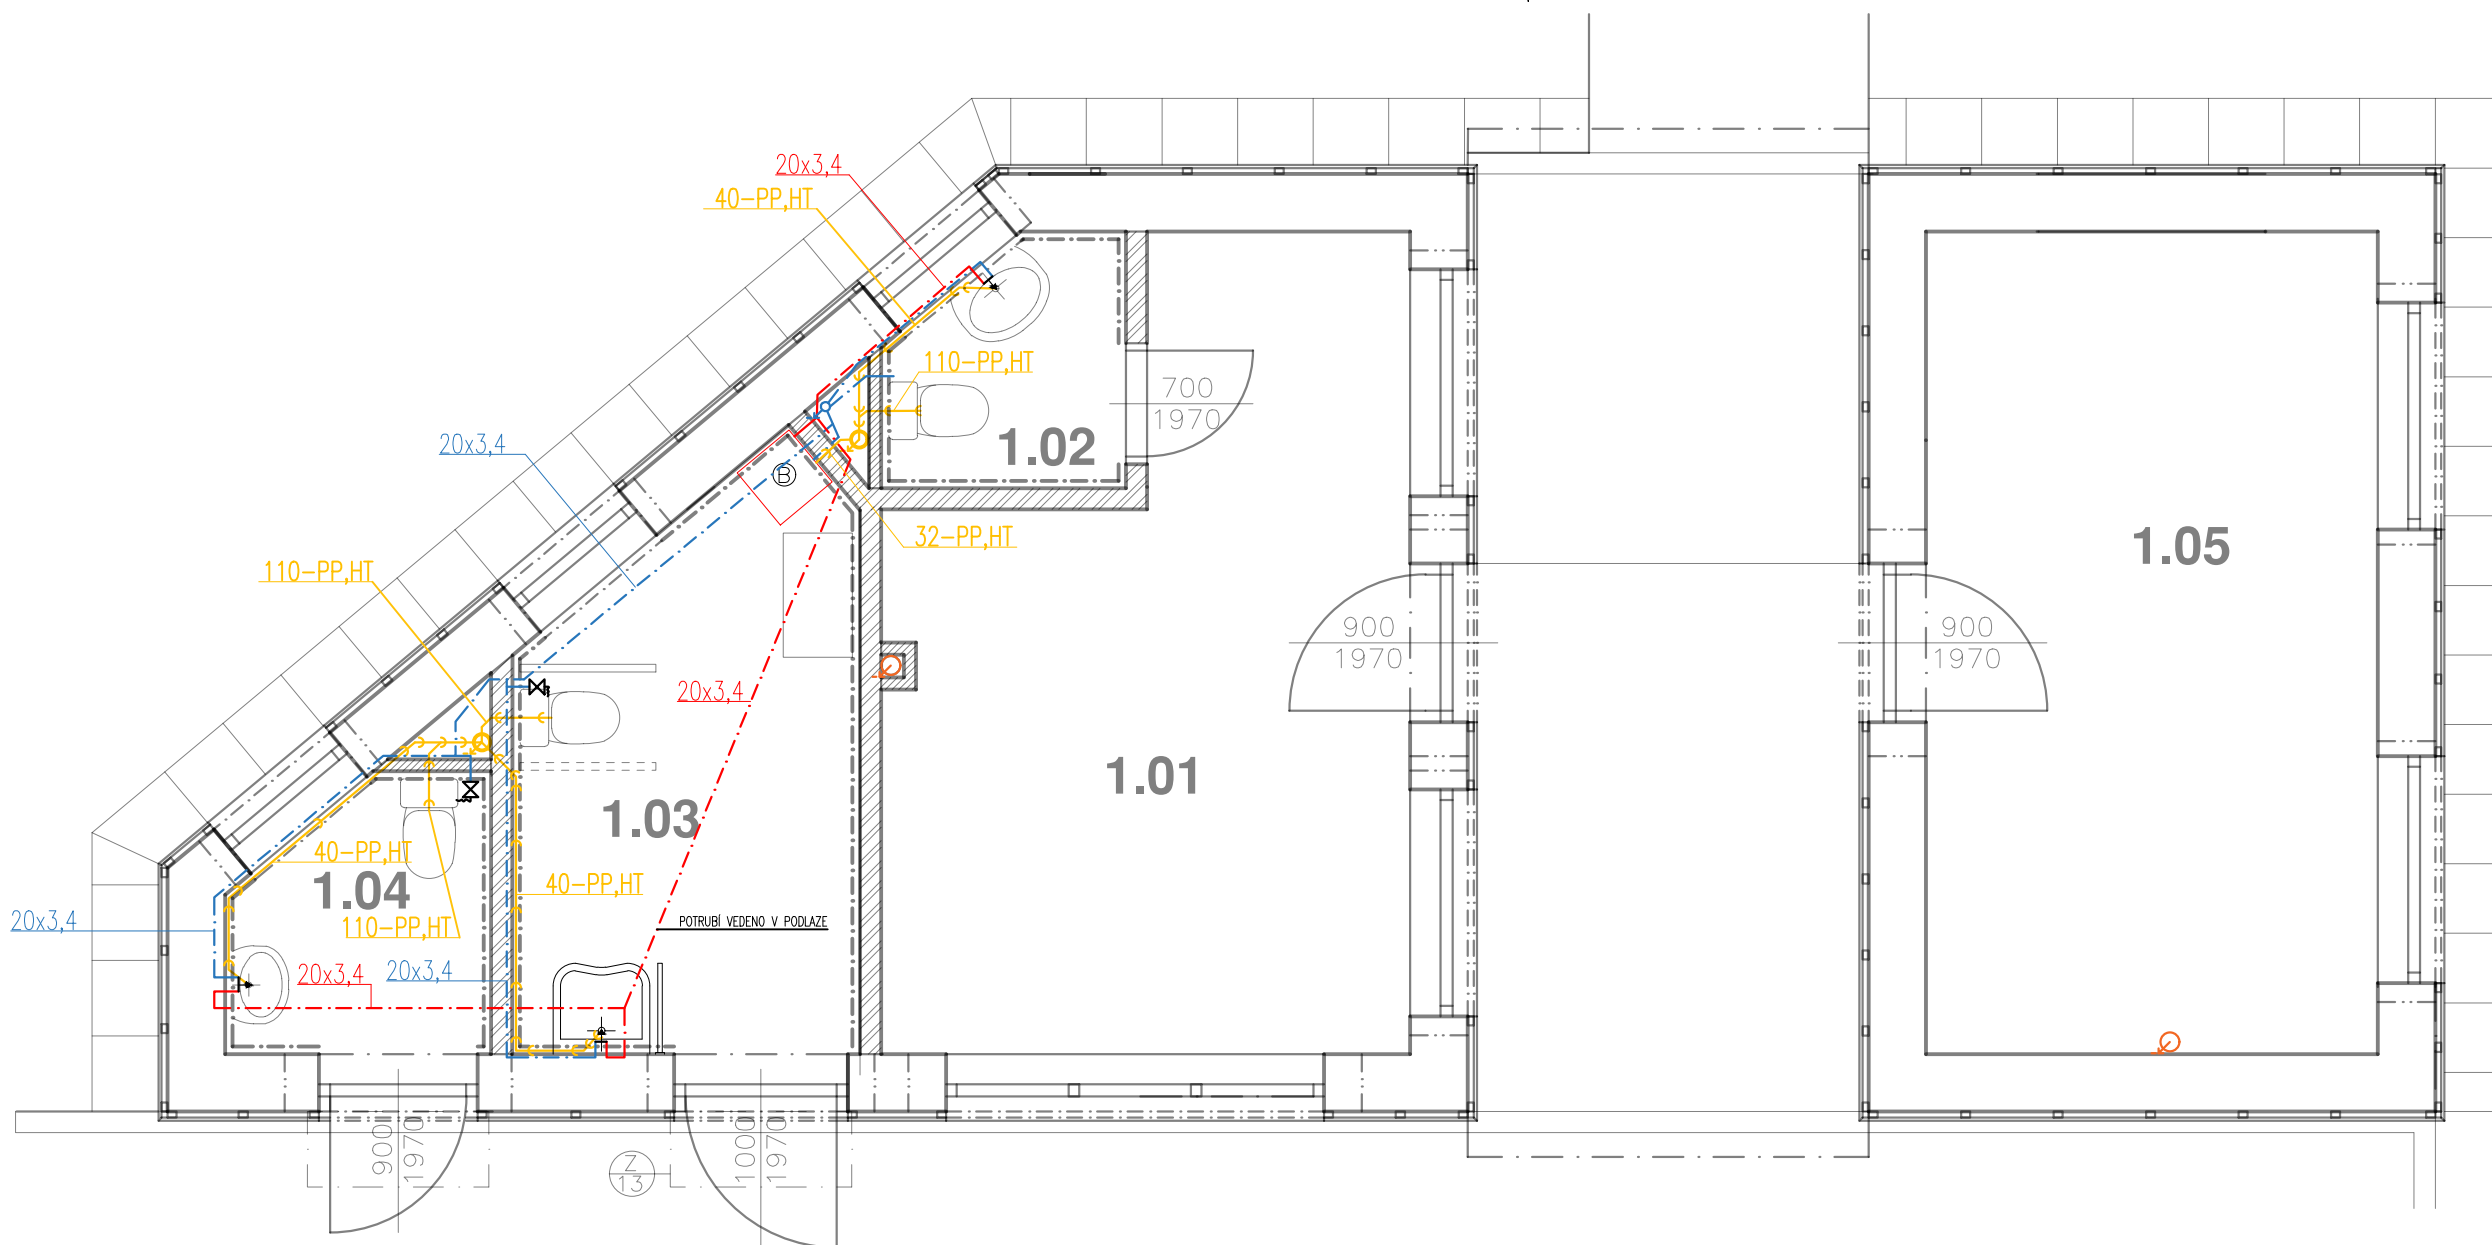 20x3,4
40-PP,HT
110-PP,HT
700
1970
1.02
20x3,4
B
32-PP,HT
1.05
110-PP,HT
900
1970
900
1970
20x3,4
1.01
1.03
40-PP,HT
1.04
40-PP,HT
110-PP,HT
20x3,4
POTRUBÍ VEDENO V PODLAZE
20x3,4
20x3,4
900
1970
1000
1970
Z
13